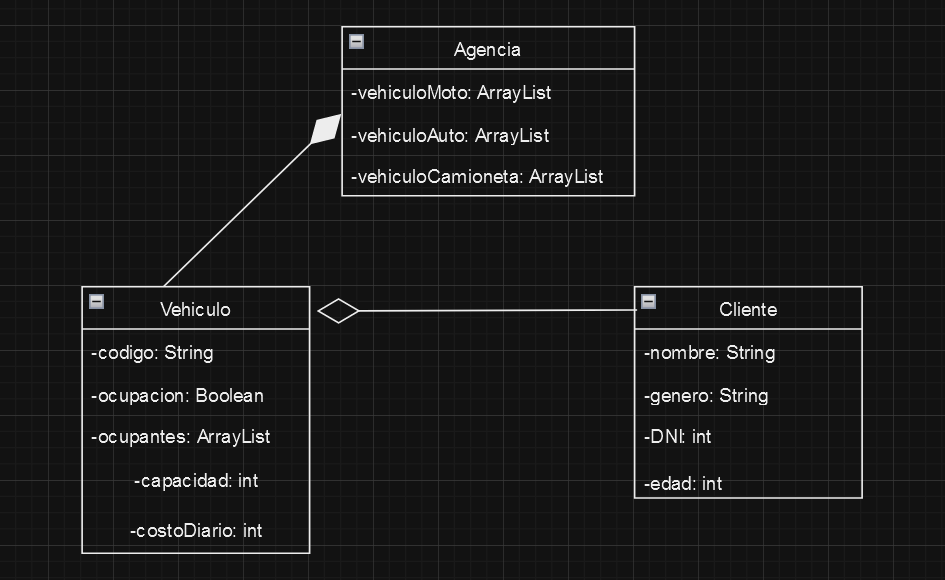 Agencia
-vehiculoMoto: ArrayList
-vehiculoAuto: ArrayList
-vehiculoCamioneta: ArrayList
Vehiculo
-codigo: String
-ocupacion: Boolean
-ocupantes: ArrayList
-capacidad: int
-costoDiario: int
Cliente
-nombre: String
-genero: String
-DNI: int
-edad: int